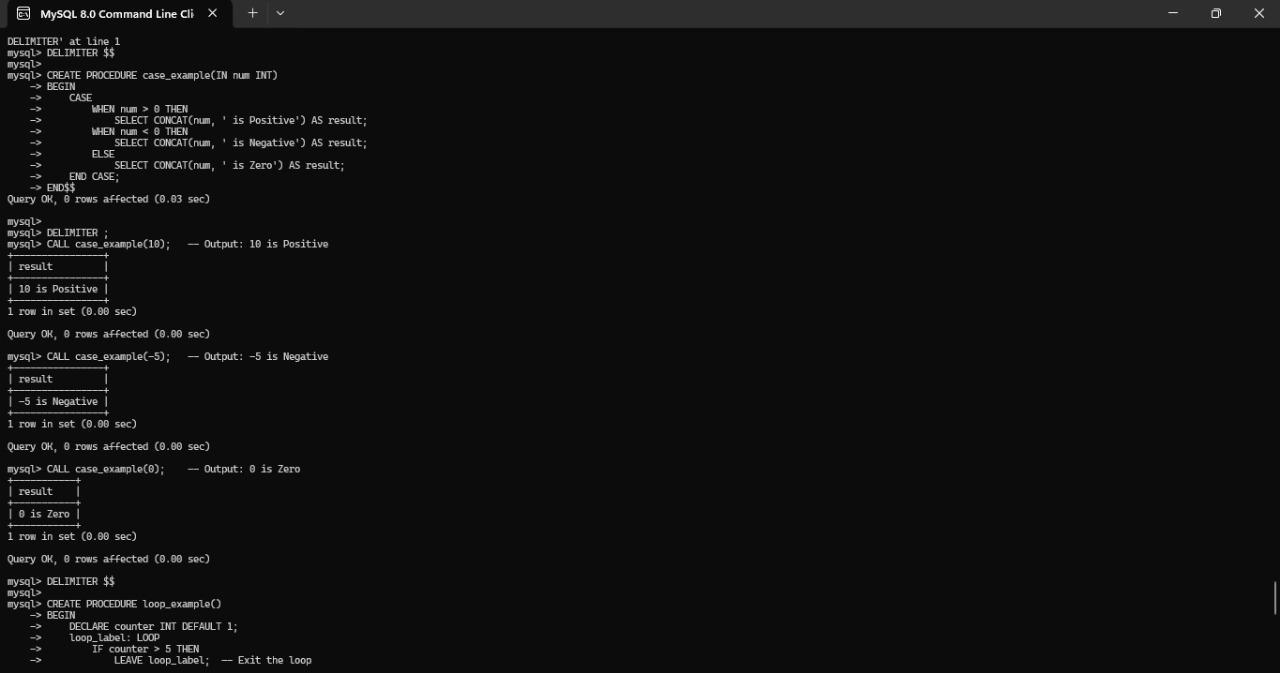 MySQL 8.0 Command Line Cli
DELIMITER' at line 1
mysql> DELIMITER $$
mysql>
mysql> CREATE PROCEDURE case_example(IN num INT)
    -> BEGIN
    ->     CASE
    ->         WHEN num > 0 THEN
    ->             SELECT CONCAT(num, ' is Positive') AS result;
    ->         WHEN num < 0 THEN
    ->             SELECT CONCAT(num, ' is Negative') AS result;
    ->         ELSE
    ->             SELECT CONCAT(num, ' is Zero') AS result;
    ->     END CASE;
    -> END$$
Query OK, 0 rows affected (0.03 sec)
mysql>
mysql> DELIMITER ;
mysql> CALL case_example(10);   -- Output: 10 is Positive
+----------------+
| result         |
+----------------+
| 10 is Positive |
+----------------+
1 row in set (0.00 sec)
Query OK, 0 rows affected (0.00 sec)
mysql> CALL case_example(-5);   -- Output: -5 is Negative
+----------------+
| result         |
+----------------+
| -5 is Negative |
+----------------+
1 row in set (0.00 sec)
Query OK, 0 rows affected (0.00 sec)
mysql> CALL case_example(0);    -- Output: 0 is Zero
+-----------+
| result    |
+-----------+
| 0 is Zero |
+-----------+
1 row in set (0.00 sec)
Query OK, 0 rows affected (0.00 sec)
mysql> DELIMITER $$
mysql>
mysql> CREATE PROCEDURE loop_example()
    -> BEGIN
    ->     DECLARE counter INT DEFAULT 1;
    ->     loop_label: LOOP
    ->         IF counter > 5 THEN
    ->             LEAVE loop_label;  -- Exit the loop